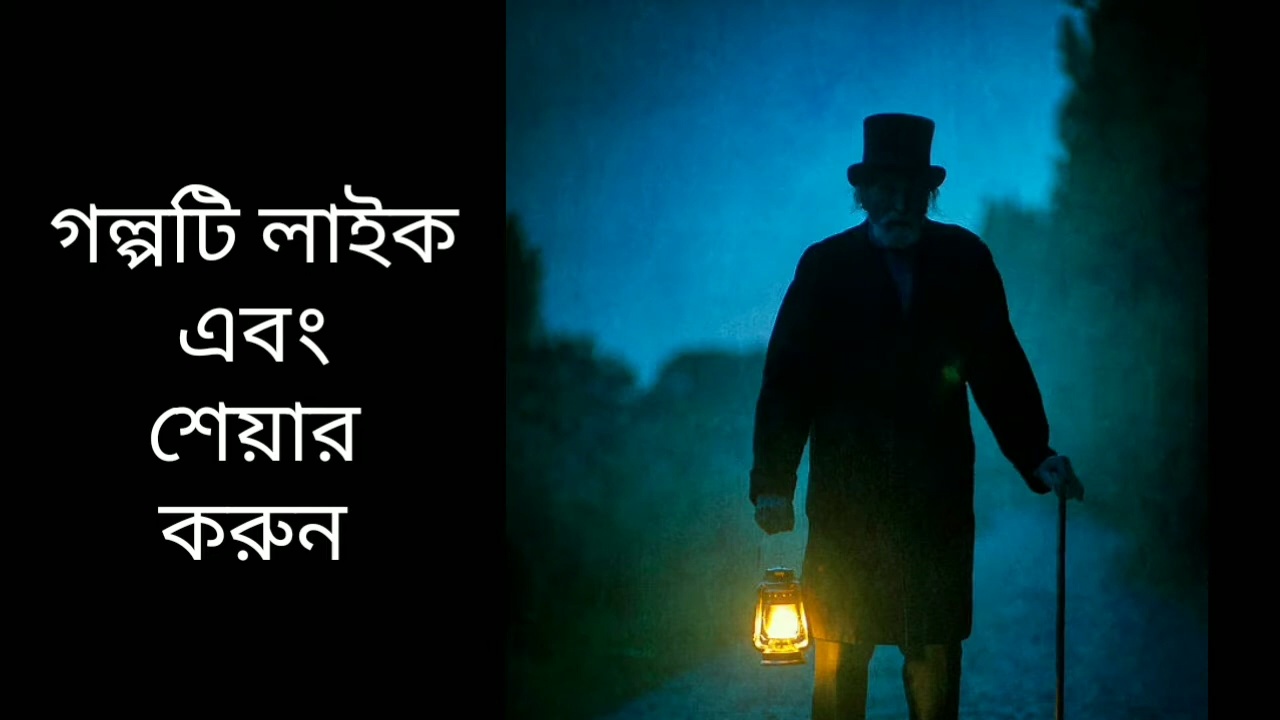 গল্পটি লাইক
এবং
শেয়ার
করুন